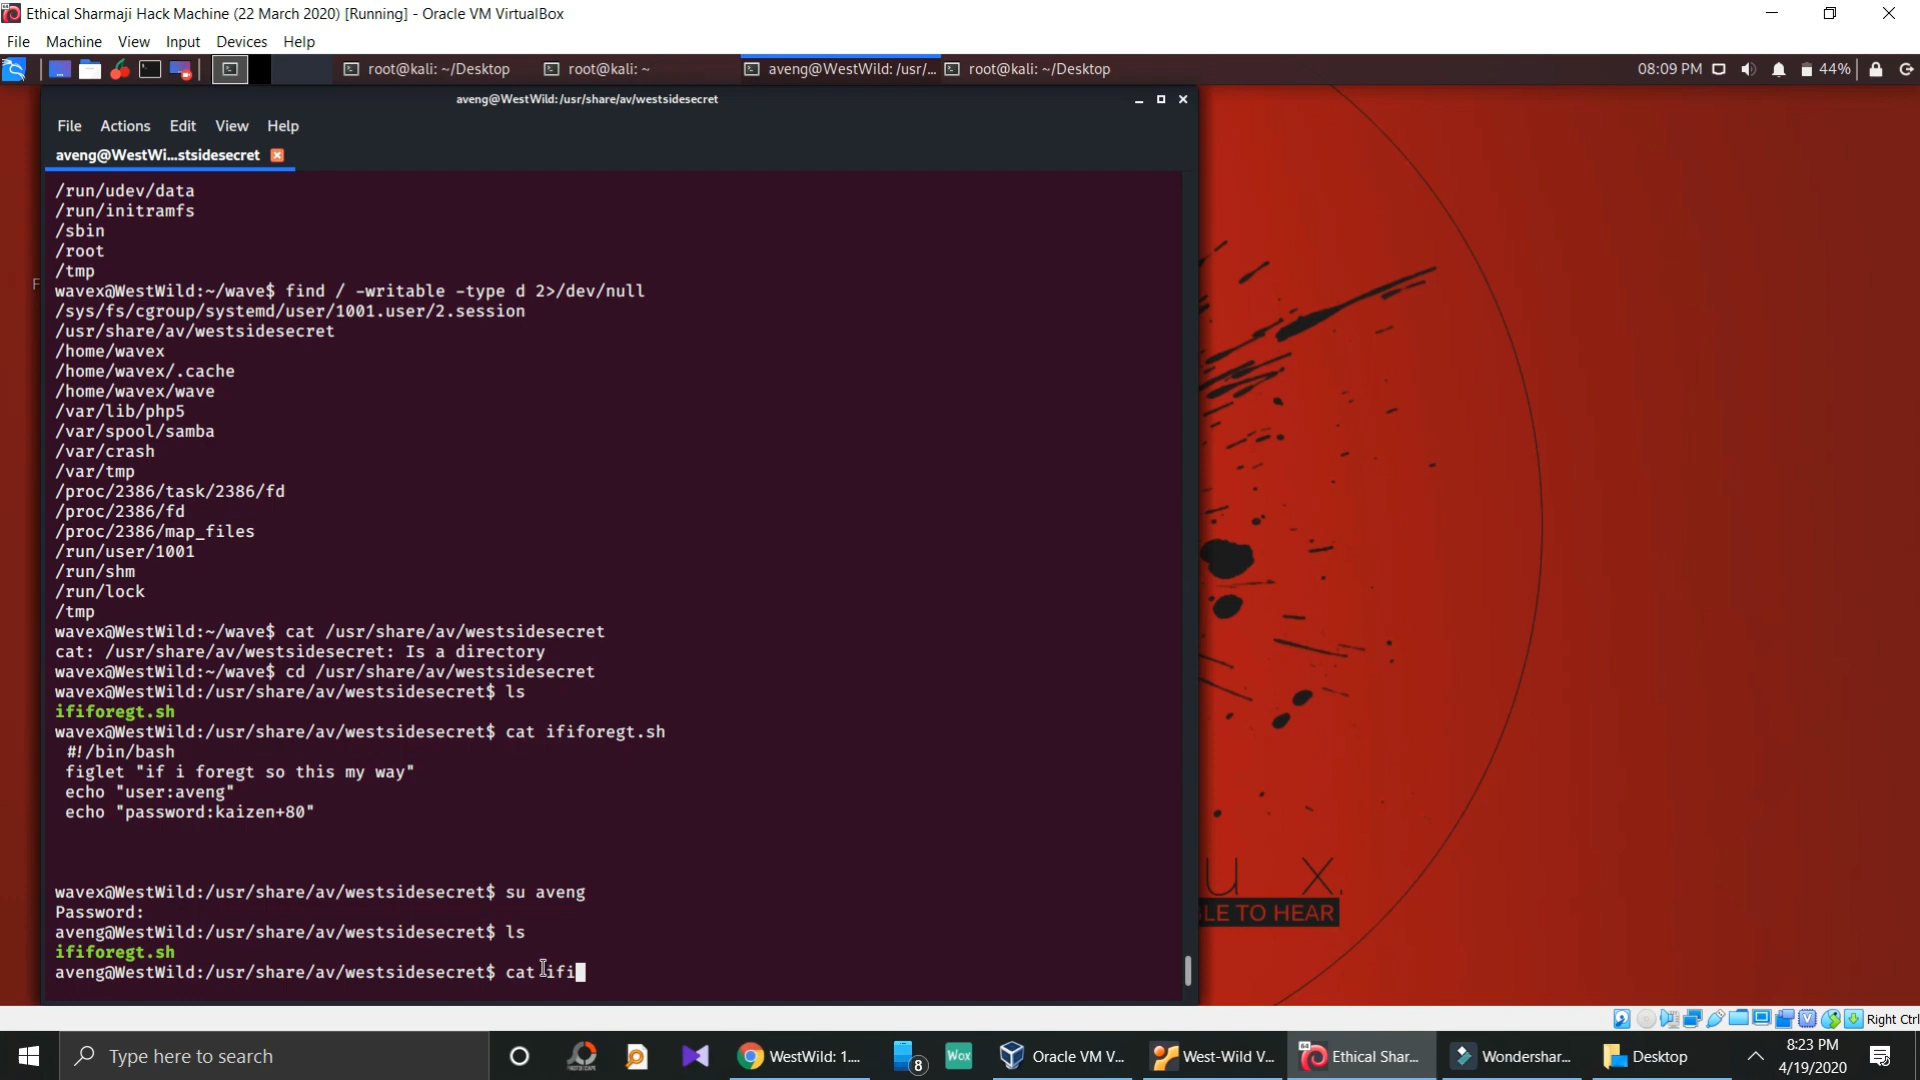 Ethical Sharmaji Hack Machine (22 March 2020) [Running] - Oracle VM VirtualBox
File Machine View Input Devices Help
root@kali: ~/Desktop root@kali: ~ aveng@WestWild: /usr/... root@kali: ~/Desktop 08:09 PM 44%
aveng@WestWild: /usr/share/av/westsidesecret
File Actions Edit View Help
aveng@WestWi...stsidesecret
/run/udev/data
/run/initramfs
/sbin
/root
/tmp
F
wavex@WestWild:~/wave$ find / -writable -type d 2>/dev/null
/sys/fs/cgroup/systemd/user/1001.user/2.session
/usr/share/av/westsidesecret
/home/wavex
/home/wavex/.cache
/home/wavex/wave
/var/lib/php5
/var/spool/samba
/var/crash
/var/tmp
/proc/2386/task/2386/fd
/proc/2386/fd
/proc/2386/map_files
/run/user/1001
/run/shm
/run/lock
/tmp
wavex@WestWild:~/wave$ cat /usr/share/av/westsidesecret
cat: /usr/share/av/westsidesecret: Is a directory
wavex@WestWild:~/wave$ cd /usr/share/av/westsidesecret
wavex@WestWild:/usr/share/av/westsidesecret$ ls
ififoregt.sh
wavex@WestWild:/usr/share/av/westsidesecret$ cat ififoregt.sh
#!/bin/bash
figlet "if i foregt so this my way"
echo "user:aveng"
echo "password:kaizen+80"
wavex@WestWild:/usr/share/av/westsidesecret$ su aveng
Password:
aveng@WestWild:/usr/share/av/westsidesecret$ ls
ififoregt.sh
aveng@WestWild:/usr/share/av/westsidesecret$ cat ifi
U X.
LE TO HEAR
Right Ctrl
Type here to search
WestWild: 1....
8
Wox
Oracle VM V...
West-Wild V...
64
Ethical Shar...
Wondershar...
Desktop
8:23 PM
4/19/2020